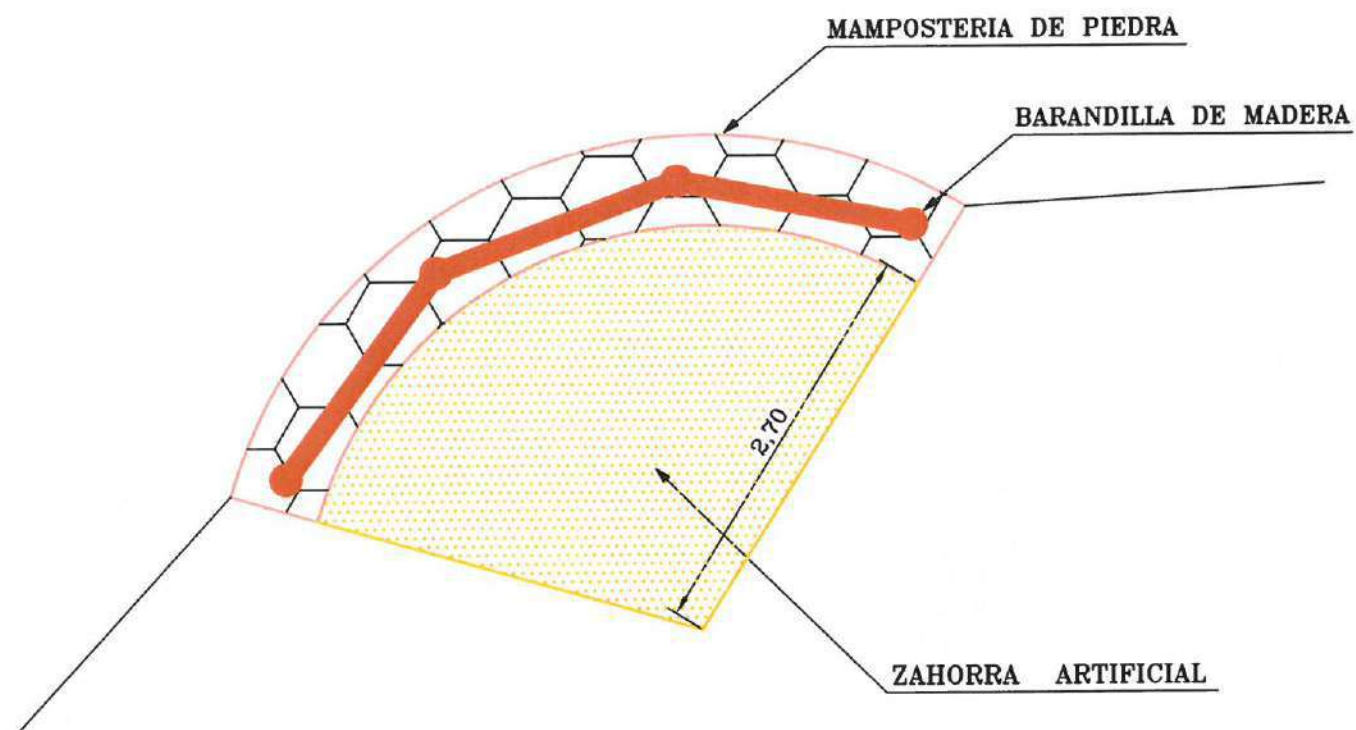 MAMPOSTERIA DE PIEDRA
BARANDILLA DE MADERA
2,70
ZAHORRA ARTIFICIAL